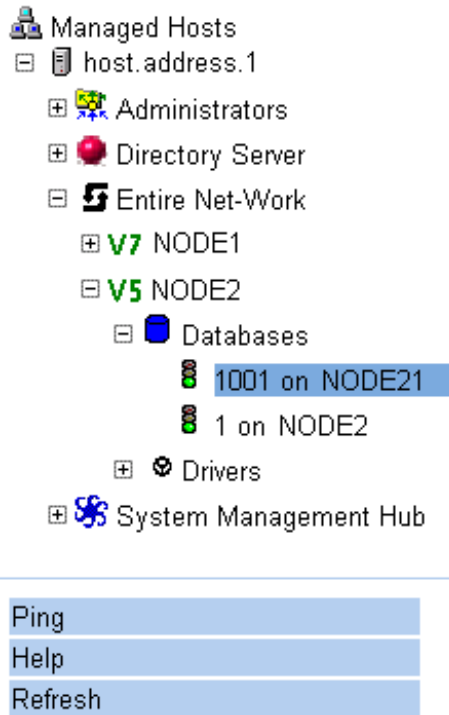 Managed Hosts
host.address.1
Administrators
Directory Server
Entire Net-Work
V7 NODE1
V5 NODE2
Databases
1001 on NODE21
1 on NODE2
Drivers
System Management Hub
Ping
Help
Refresh